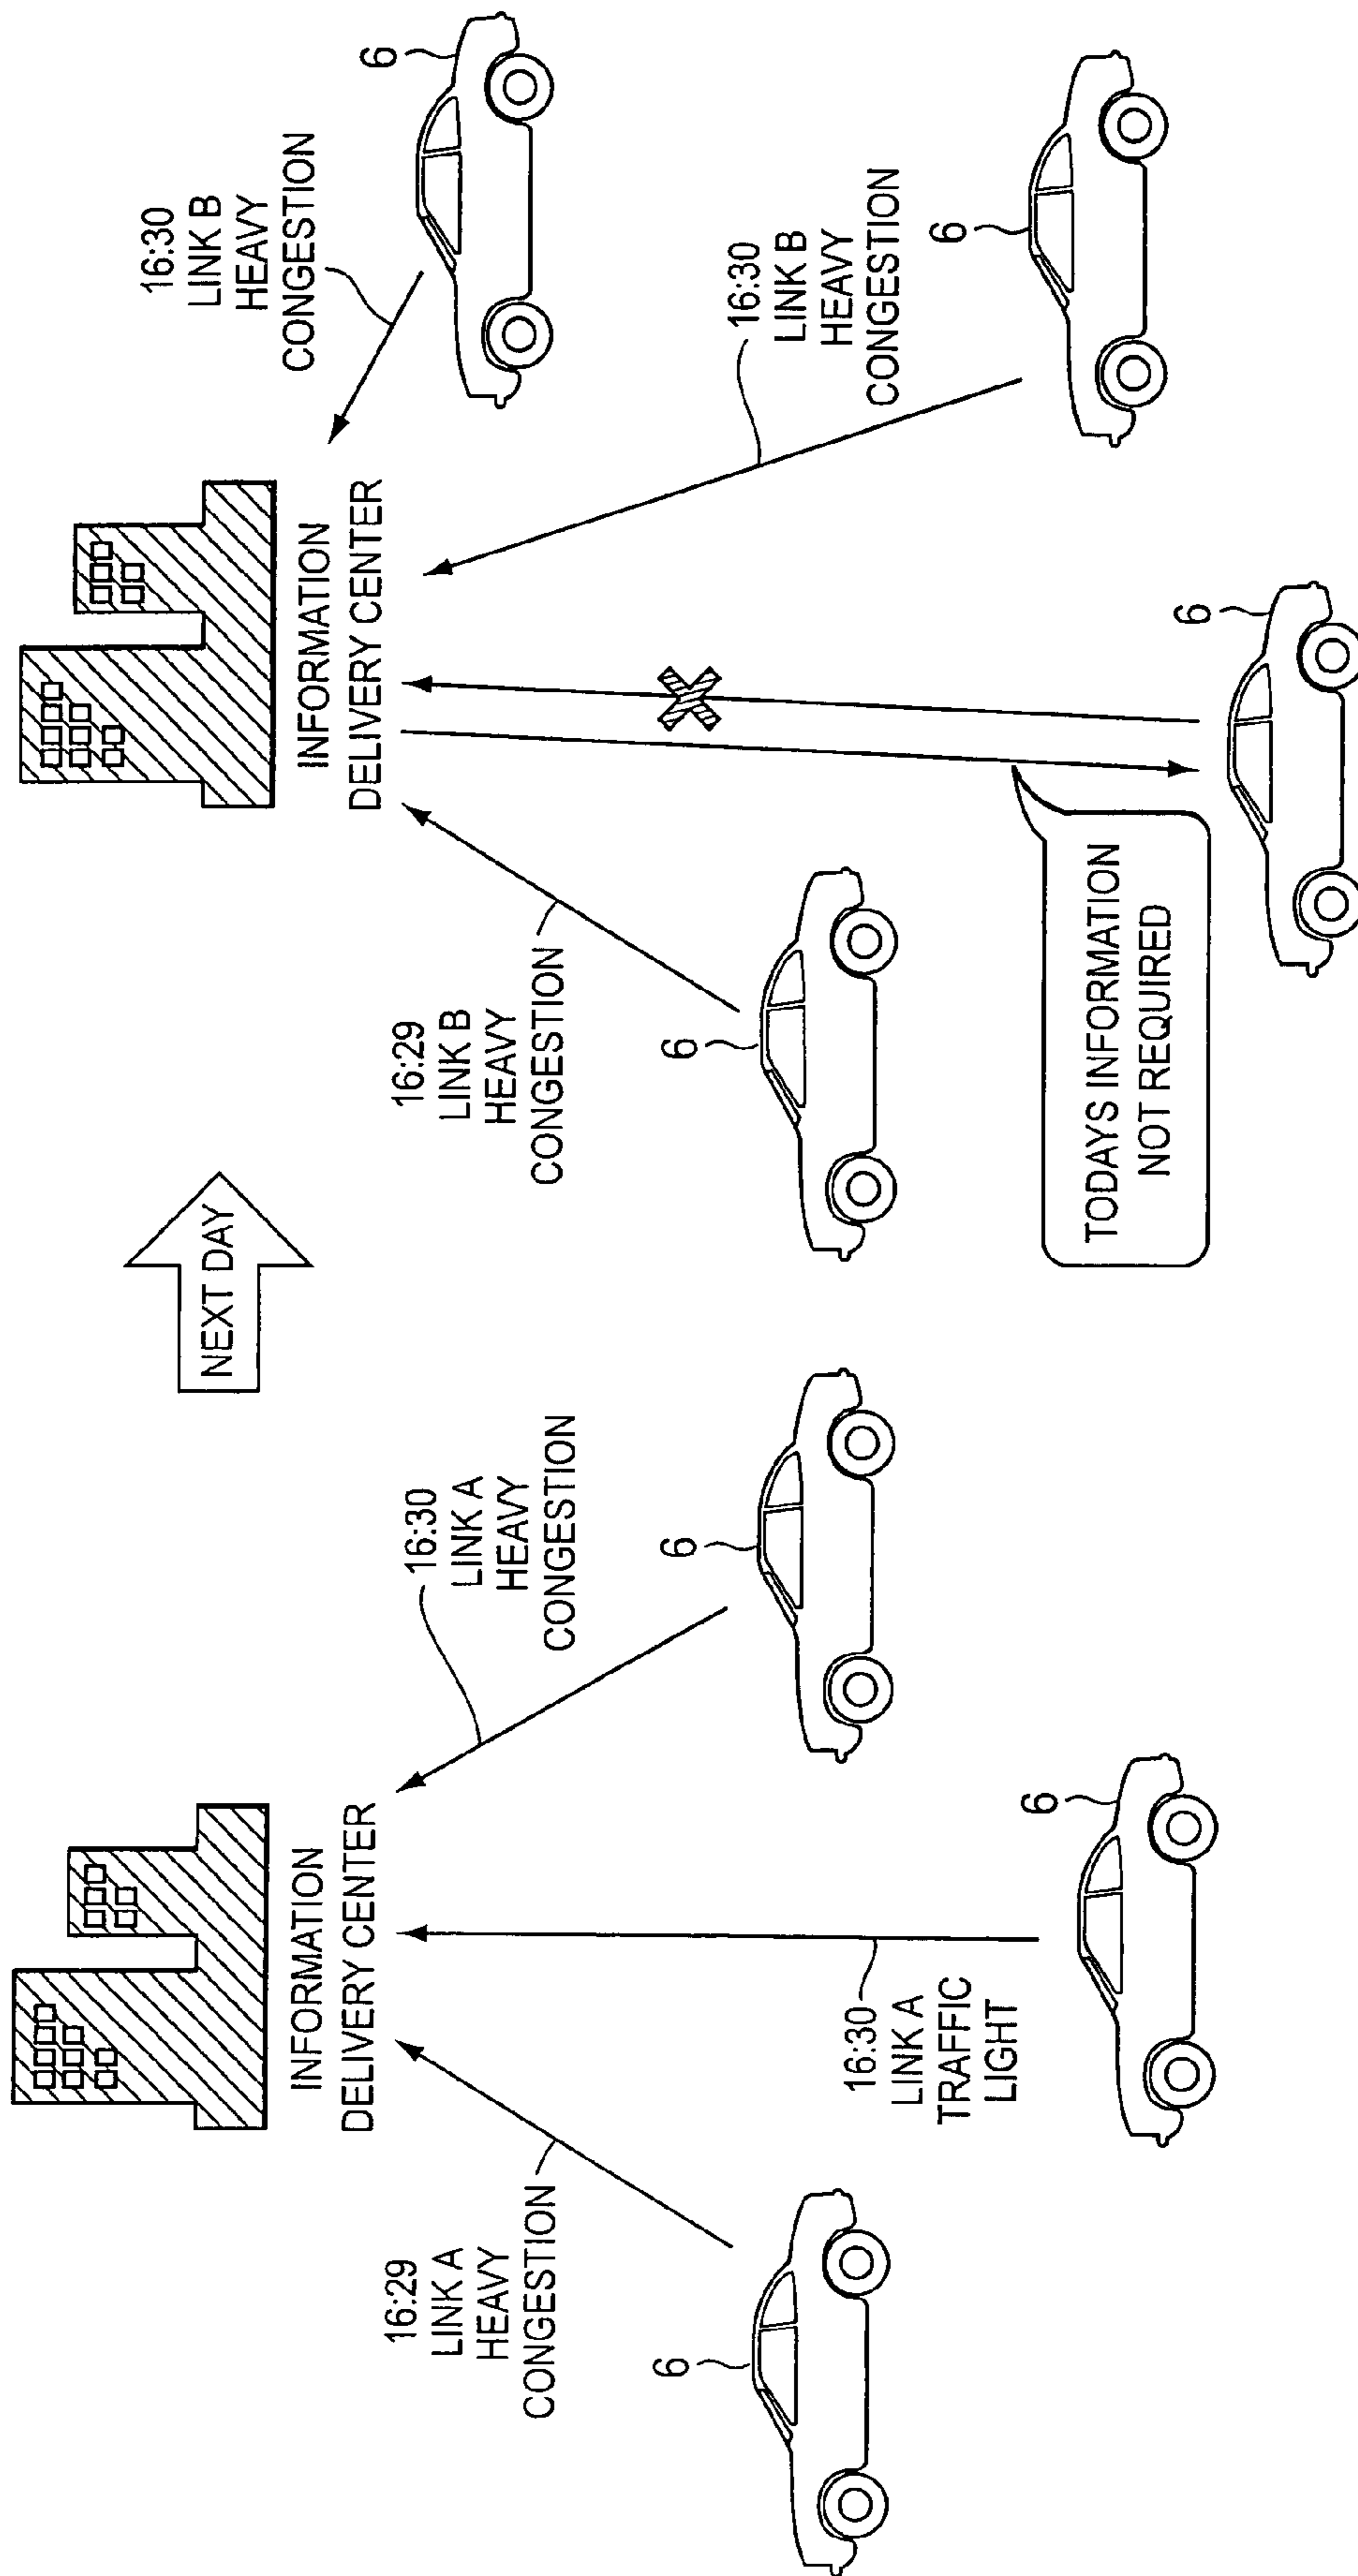 INFORMATION
DELIVERY CENTER
16:29
LINK A
HEAVY
CONGESTION
6
16:30
LINK A
TRAFFIC
LIGHT
6
16:30
LINK A
HEAVY
CONGESTION
6
NEXT DAY
INFORMATION
DELIVERY CENTER
16:29
LINK B
HEAVY
CONGESTION
6
TODAYS INFORMATION
NOT REQUIRED
6
16:30
LINK B
HEAVY
CONGESTION
6
16:30
LINK B
HEAVY
CONGESTION
6